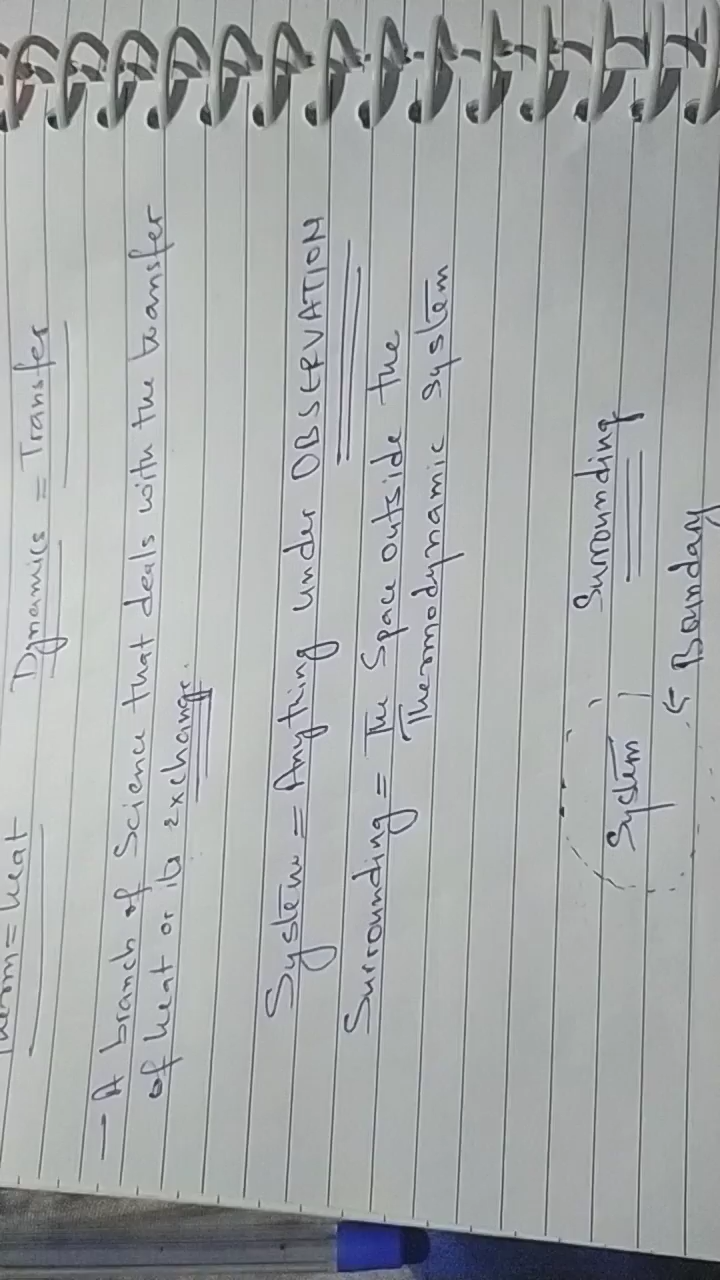 Therm = heat Dynamics = Transfer
– A branch of Science that deals with the transfer
of heat or its exchange.
System = Anything under OBSERVATION
Surrounding = The Space outside the
Thermodynamic System
System Surrounding
← Boundary